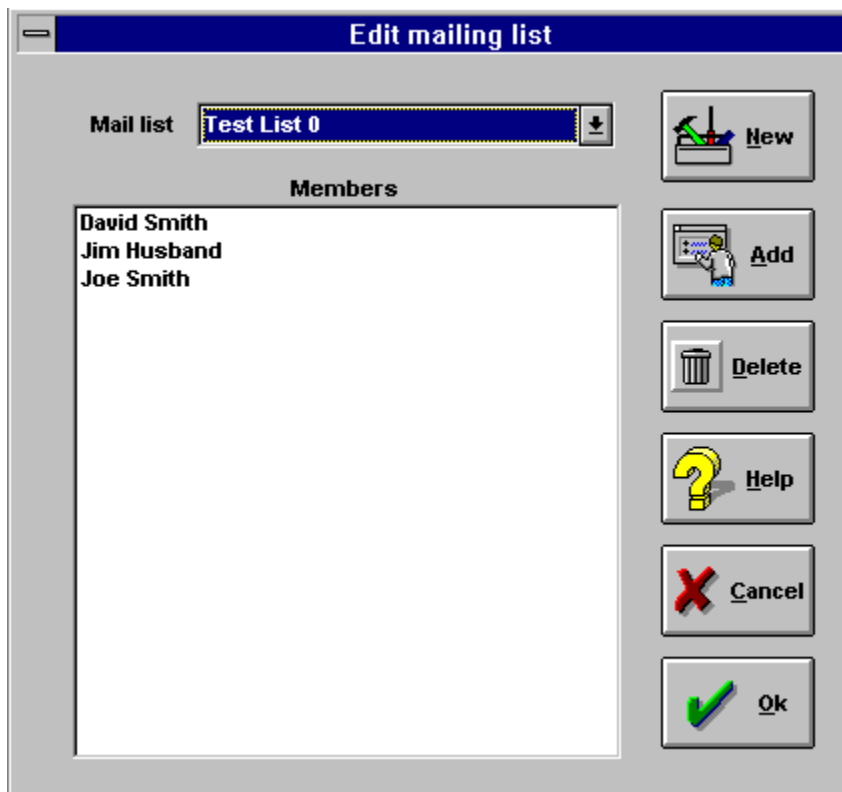 Edit mailing list
Mail list
Test List 0
New
Members
David Smith
Jim Husband
Joe Smith
Add
Delete
Help
Cancel
Ok